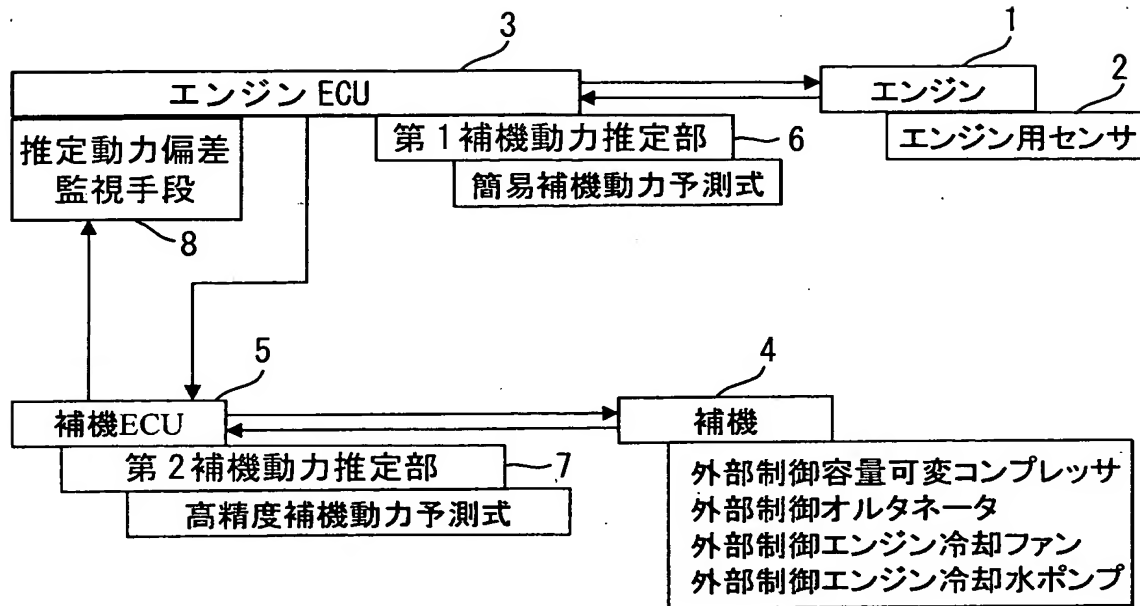 3
1
2
エンジン ECU
エンジン
エンジン用センサ
推定動力偏差
監視手段
第1補機動力推定部
6
簡易補機動力予測式
8
5
4
補機ECU
補機
第2補機動力推定部
7
高精度補機動力予測式
外部制御容量可変コンプレッサ
外部制御オルタネータ
外部制御エンジン冷却ファン
外部制御エンジン冷却水ポンプ